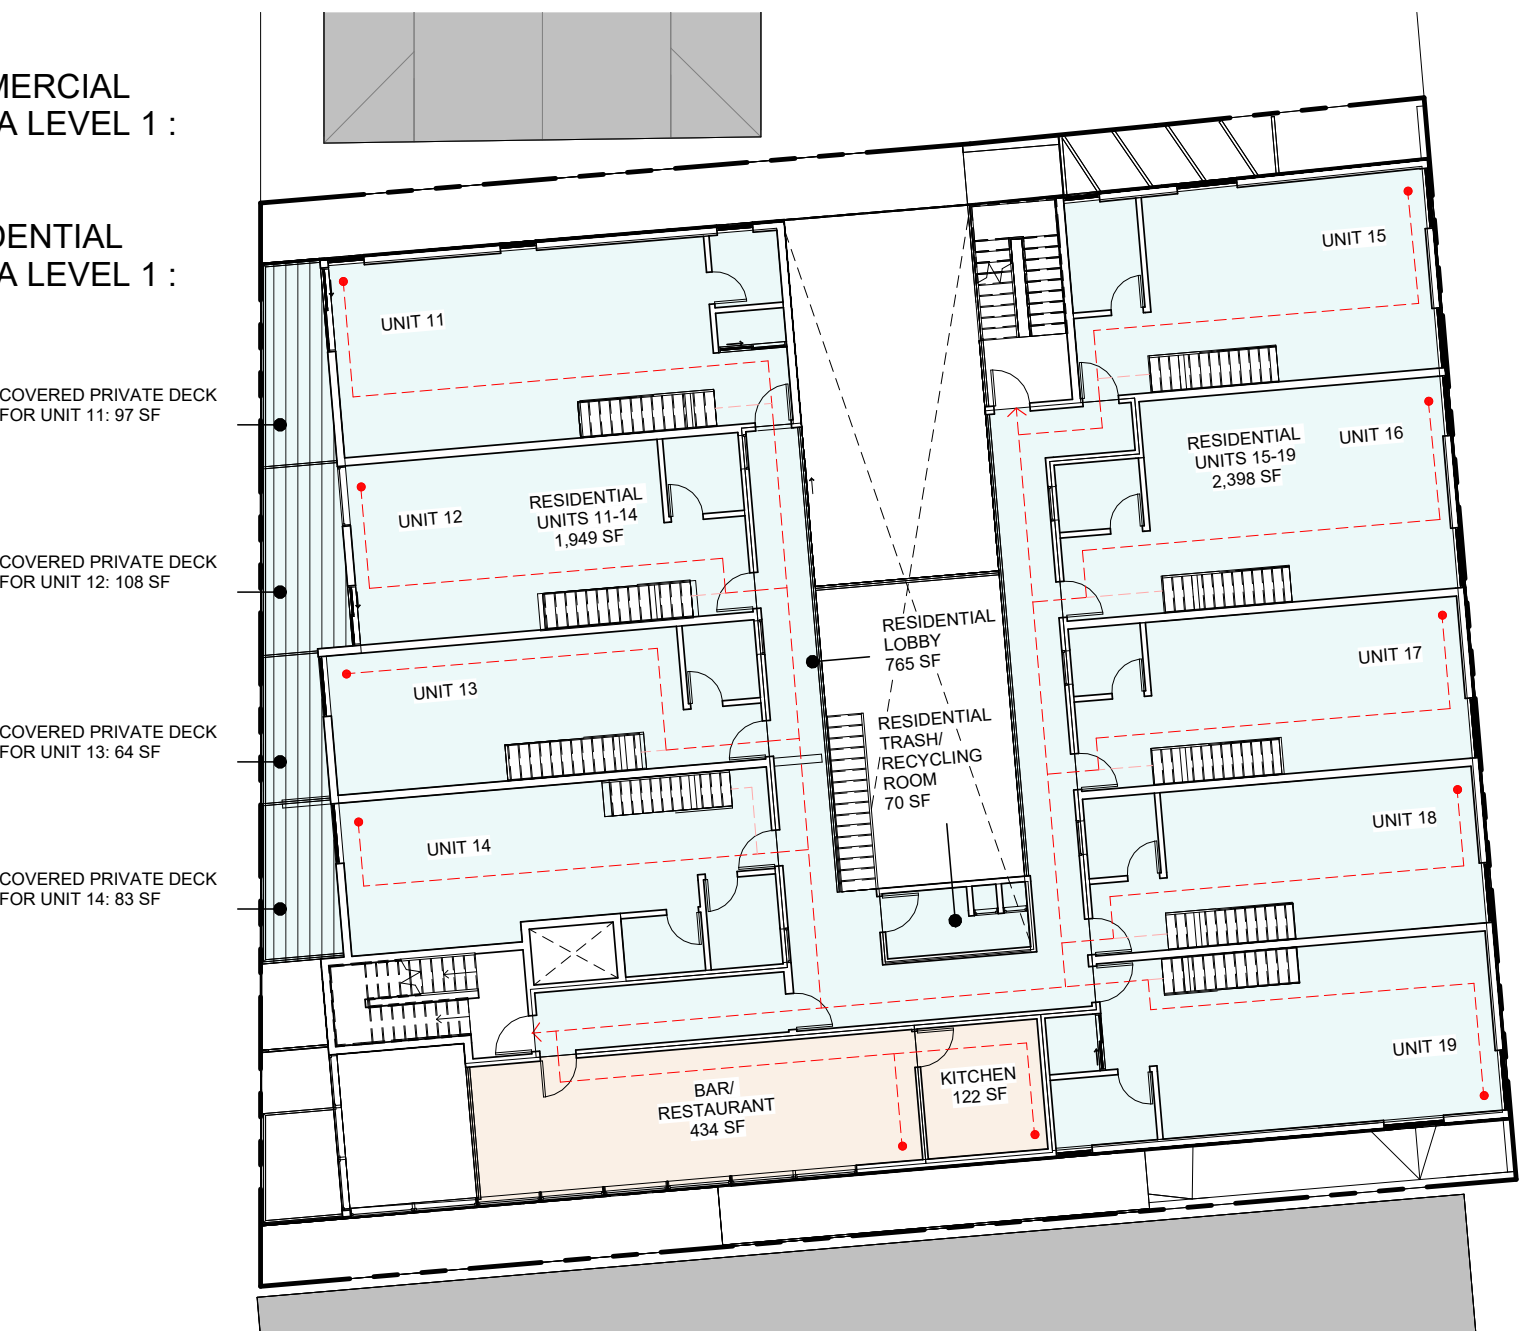 MERCIAL
A LEVEL 1 :
DENTIAL
A LEVEL 1 :
COVERED PRIVATE DECK
FOR UNIT 11: 97 SF
COVERED PRIVATE DECK
FOR UNIT 12: 108 SF
COVERED PRIVATE DECK
FOR UNIT 13: 64 SF
COVERED PRIVATE DECK
FOR UNIT 14: 83 SF
UNIT 11
UNIT 12
RESIDENTIAL
UNITS 11-14
1,949 SF
UNIT 13
UNIT 14
RESIDENTIAL
LOBBY
765 SF
RESIDENTIAL
TRASH/
RECYCLING
ROOM
70 SF
UNIT 15
RESIDENTIAL
UNITS 15-19
2,398 SF
UNIT 16
UNIT 17
UNIT 18
UNIT 19
BAR/
RESTAURANT
434 SF
KITCHEN
122 SF